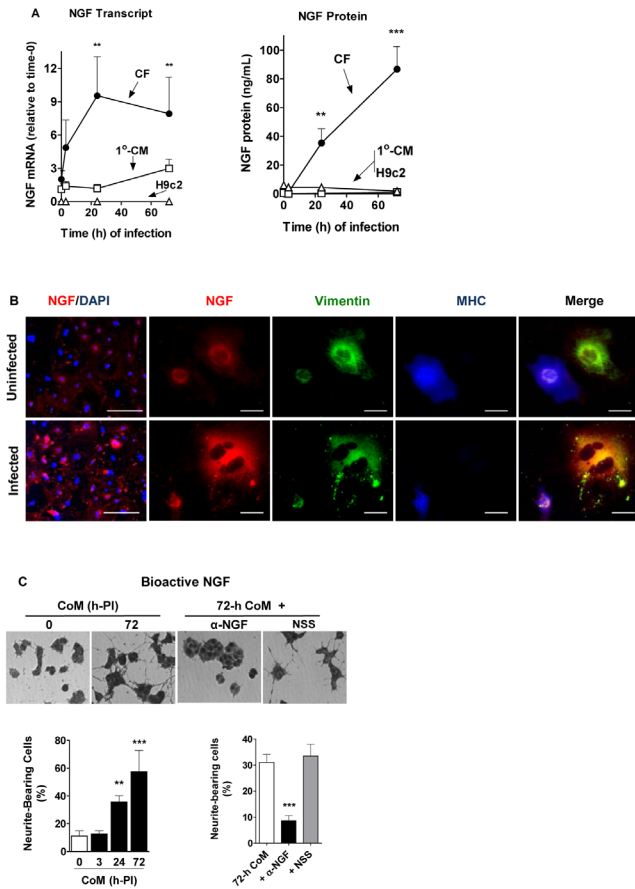 A
NGF Transcript
NGF mRNA (relative to time-0)
15
12
9
6
3
0
**
**
CF
1º-CM
H9c2
0 20 40 60
Time (h) of infection
NGF Protein
NGF protein (ng/mL)
100
80
60
40
20
0
**
***
CF
1º-CM
H9c2
0 20 40 60
Time (h) of infection
B
NGF/DAPI NGF Vimentin MHC Merge
Uninfected
Infected
C
Bioactive NGF
CoM (h-PI) 72-h CoM +
0 72 α-NGF NSS
Neurite-Bearing Cells
(%)
80
60
40
20
0
**
***
0 3 24 72
CoM (h-PI)
Neurite-Bearing cells
(%)
40
30
20
10
0
***
72-h CoM
+ α-NGF
+ NSS